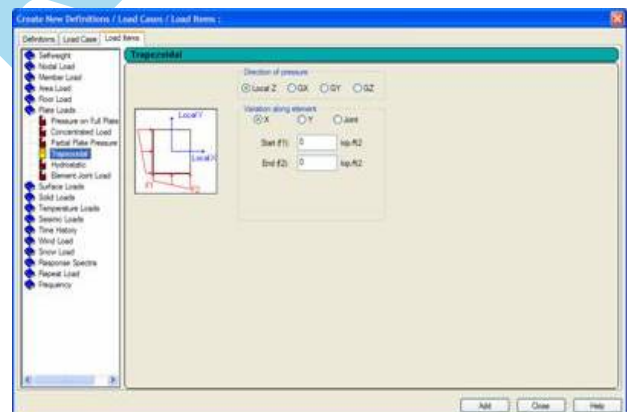 Create New Definitions / Load Cases / Load Items :
Definitions Load Case Load Items
Selfweight
Nodal Load
Member Load
Area Load
Floor Load
Plate Loads
Pressure on Full Plate
Concentrated Load
Partial Plate Pressure
Trapezoidal
Hydrostatic
Element Joint Load
Surface Loads
Solid Loads
Temperature Loads
Seismic Loads
Time History
Wind Load
Snow Load
Response Spectra
Repeat Load
Frequency
Trapezoidal
Local Y
Local X
f1
f2
Direction of pressure
Local Z GX GY GZ
Variation along element
X Y Joint
Start (f1) 0 kip-ft2
End (f2) 0 kip-ft2
Add Close Help